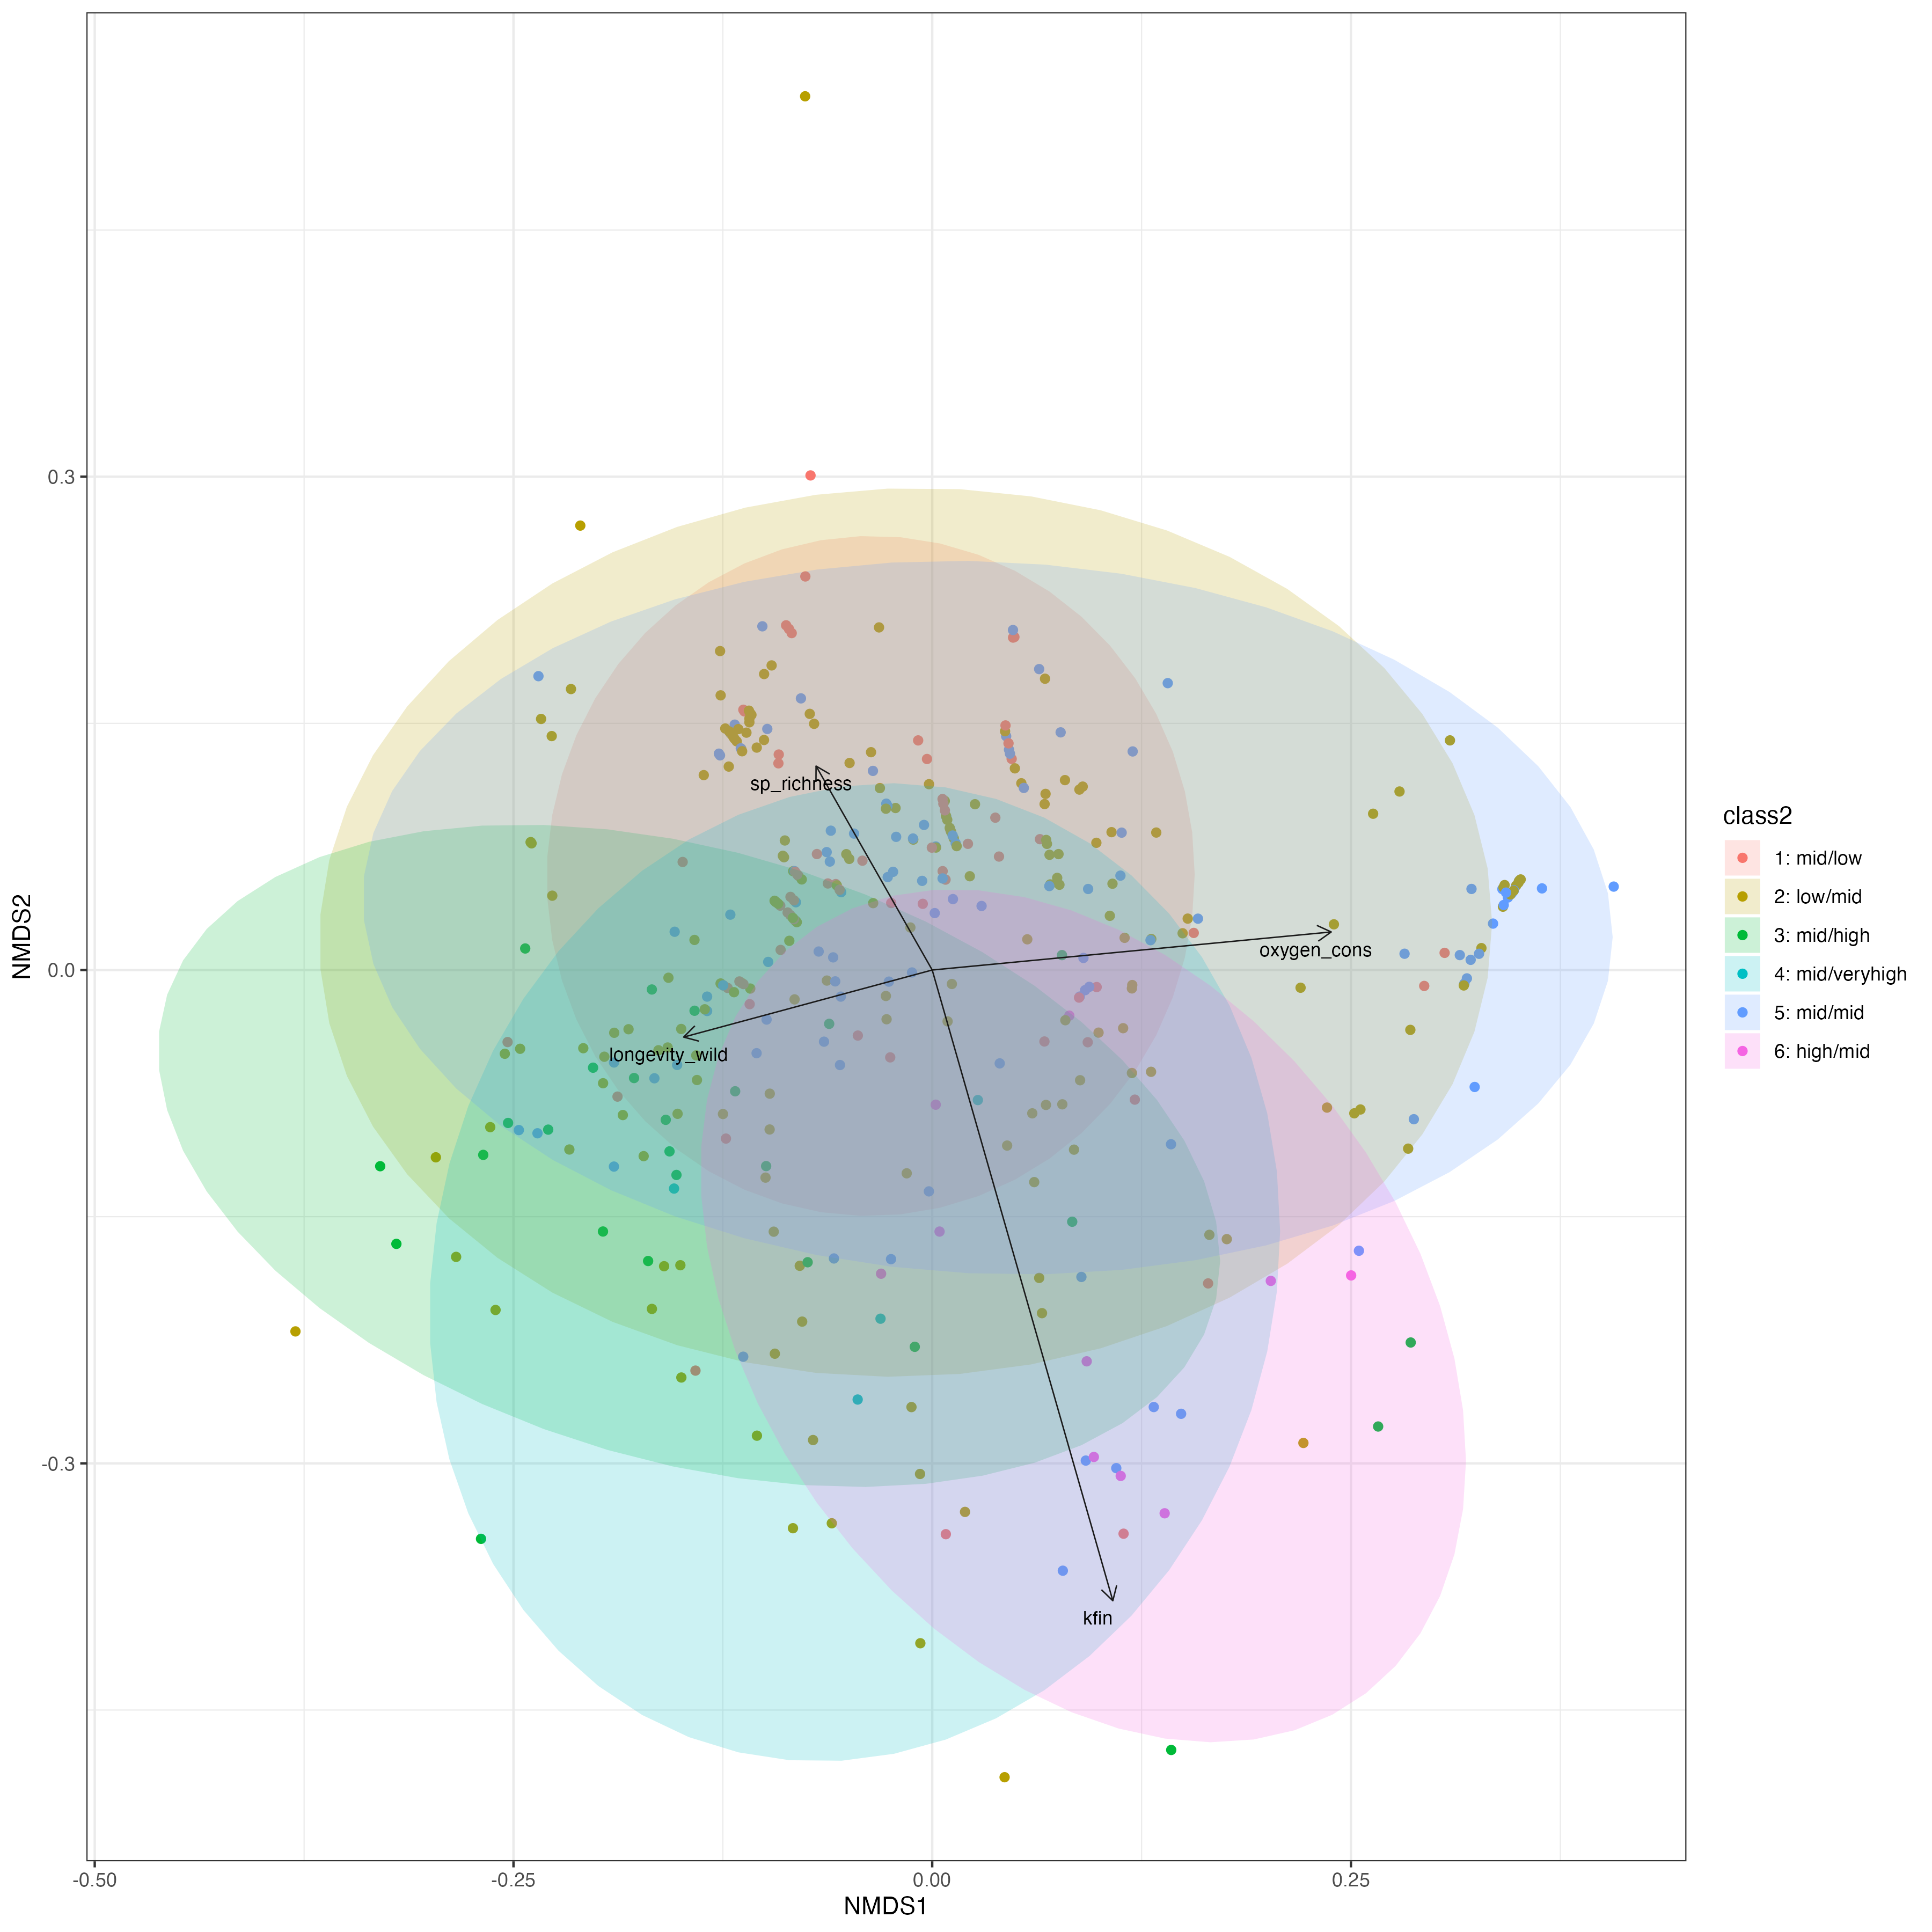 sp_richness
oxygen_cons
longevity_wild
kfin
0.3
0.0
-0.3
NMDS2
-0.50
-0.25
0.00
0.25
NMDS1
class2
1: mid/low
2: low/mid
3: mid/high
4: mid/veryhigh
5: mid/mid
6: high/mid